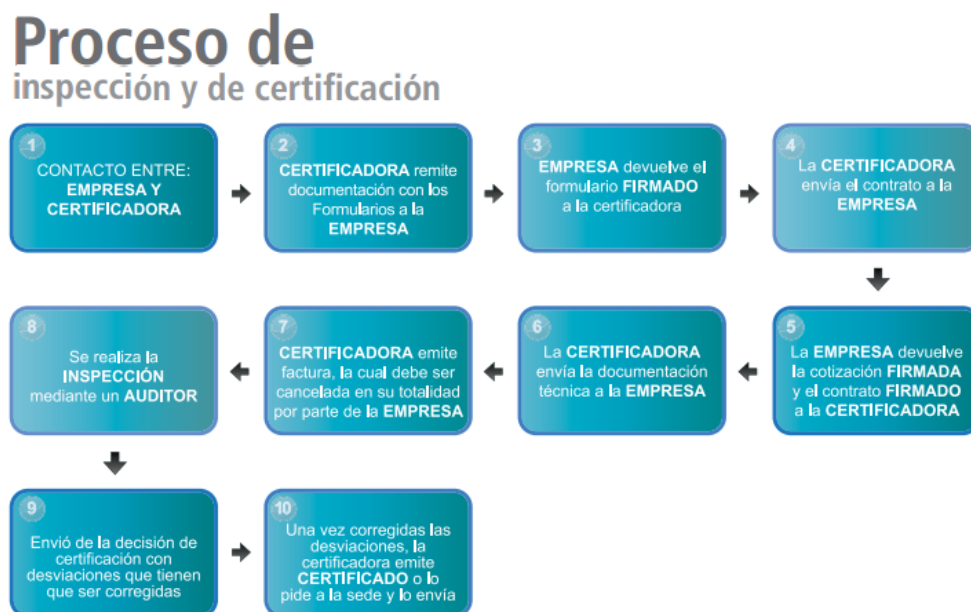 Proceso de
inspección y de certificación
1
CONTACTO ENTRE:
EMPRESA Y
CERTIFICADORA
2
CERTIFICADORA remite
documentación con los
Formularios a la
EMPRESA
3
EMPRESA devuelve el
formulario FIRMADO
a la certificadora
4
La CERTIFICADORA
envía el contrato a la
EMPRESA
5
La EMPRESA devuelve
la cotización FIRMADA
y el contrato FIRMADO
a la CERTIFICADORA
6
La CERTIFICADORA
envía la documentación
técnica a la EMPRESA
7
CERTIFICADORA emite
factura, la cual debe ser
cancelada en su totalidad
por parte de la EMPRESA
8
Se realiza la
INSPECCIÓN
mediante un AUDITOR
9
Envió de la decisión de
certificación con
desviaciones que tienen
que ser corregidas
10
Una vez corregidas las
desviaciones, la
certificadora emite
CERTIFICADO o lo
pide a la sede y lo envía